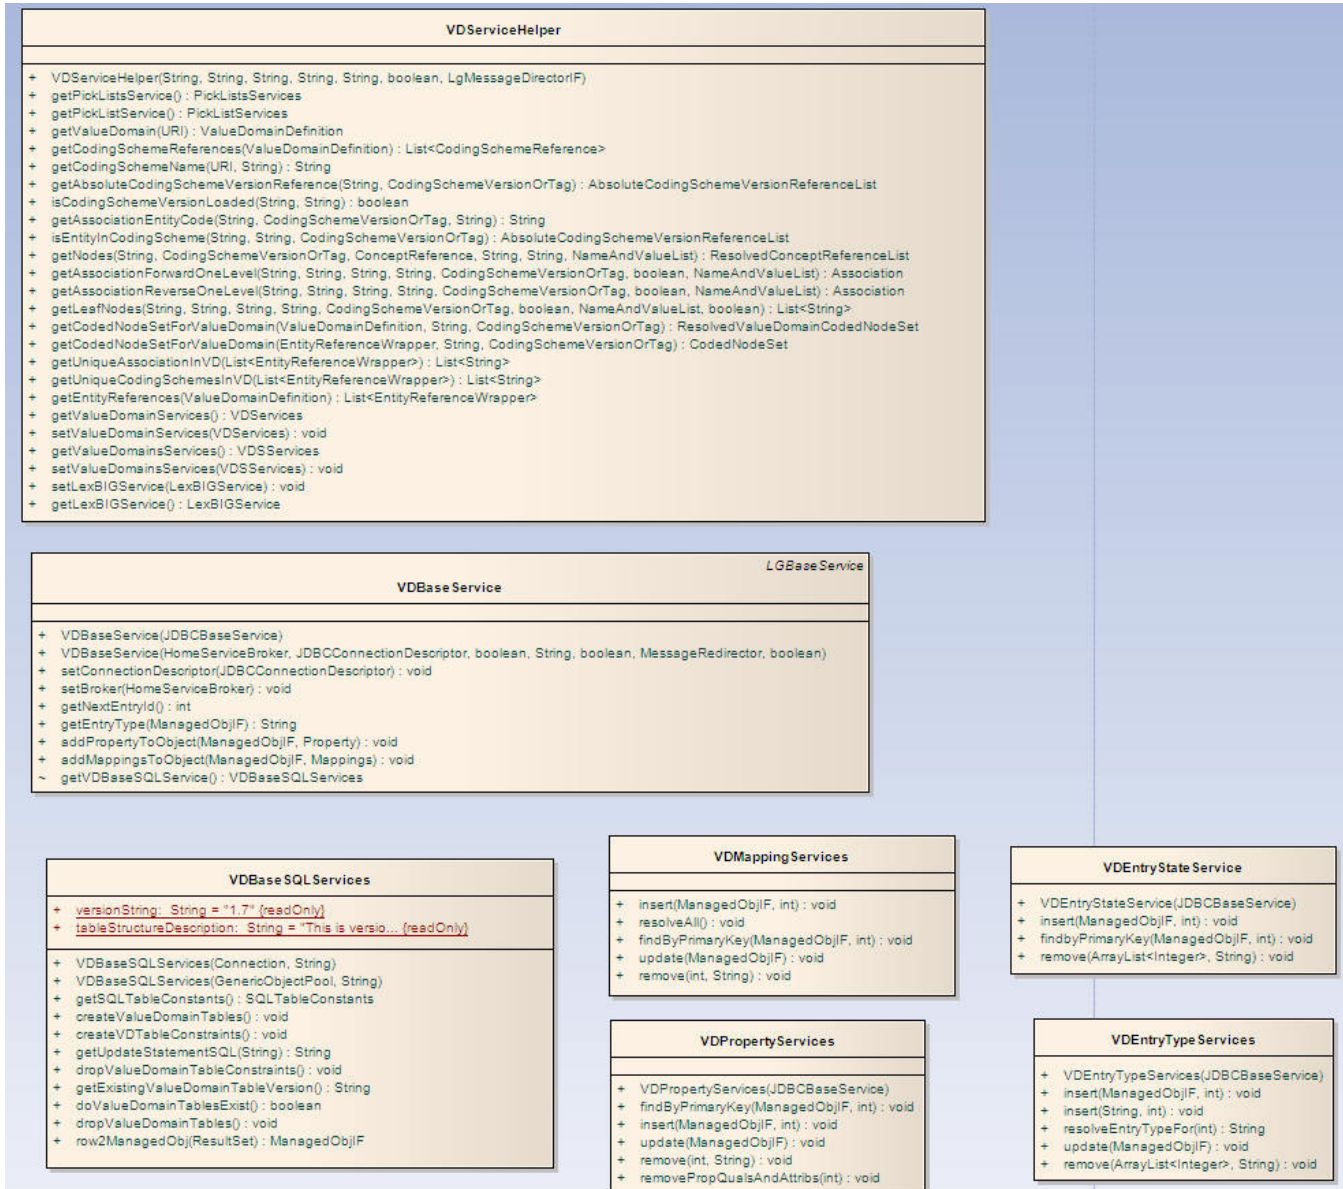 VDServiceHelper
+ VDServiceHelper(String, String, String, String, String, boolean, LgMessageDirectorIF)
+ getPickListsService() : PickListsServices
+ getPickListService() : PickListServices
+ getValueDomain(URI) : ValueDomainDefinition
+ getCodingSchemeReferences(ValueDomainDefinition) : List<CodingSchemeReference>
+ getCodingSchemeName(URI, String) : String
+ getAbsoluteCodingSchemeVersionReference(String, CodingSchemeVersionOrTag) : AbsoluteCodingSchemeVersionReferenceList
+ isCodingSchemeVersionLoaded(String, String) : boolean
+ getAssociationEntityCode(String, CodingSchemeVersionOrTag, String) : String
+ isEntityInCodingScheme(String, String, CodingSchemeVersionOrTag) : AbsoluteCodingSchemeVersionReferenceList
+ getNodes(String, CodingSchemeVersionOrTag, ConceptReference, String, String, NameAndValueList) : ResolvedConceptReferenceList
+ getAssociationForwardOneLevel(String, String, String, String, CodingSchemeVersionOrTag, boolean, NameAndValueList) : Association
+ getAssociationReverseOneLevel(String, String, String, String, CodingSchemeVersionOrTag, boolean, NameAndValueList) : Association
+ getLeafNodes(String, String, String, String, CodingSchemeVersionOrTag, boolean, NameAndValueList, boolean) : List<String>
+ getCodedNodeSetForValueDomain(ValueDomainDefinition, String, CodingSchemeVersionOrTag) : ResolvedValueDomainCodedNodeSet
+ getCodedNodeSetForValueDomain(EntityReferenceWrapper, String, CodingSchemeVersionOrTag) : CodedNodeSet
+ getUniqueAssociationInVD(List<EntityReferenceWrapper>) : List<String>
+ getUniqueCodingSchemesInVD(List<EntityReferenceWrapper>) : List<String>
+ getEntityReferences(ValueDomainDefinition) : List<EntityReferenceWrapper>
+ getValueDomainServices() : VDServices
+ setValueDomainServices(VDServices) : void
+ getValueDomainsServices() : VDSServices
+ setValueDomainsServices(VDSServices) : void
+ setLexBIGService(LexBIGService) : void
+ getLexBIGService() : LexBIGService
LGBaseService
VDBaseService
+ VDBaseService(JDBCBaseService)
+ VDBaseService(HomeServiceBroker, JDBCConnectionDescriptor, boolean, String, boolean, MessageRedirector, boolean)
+ setConnectionDescriptor(JDBCConnectionDescriptor) : void
+ setBroker(HomeServiceBroker) : void
+ getNextEntryId() : int
+ getEntryType(ManagedObjIF) : String
+ addPropertyToObject(ManagedObjIF, Property) : void
+ addMappingsToObject(ManagedObjIF, Mappings) : void
~ getVDBaseSQLService() : VDBaseSQLServices
VDBaseSQLServices
+ versionString: String = "1.7" {readOnly}
+ tableStructureDescription: String = "This is versio... {readOnly}
+ VDBaseSQLServices(Connection, String)
+ VDBaseSQLServices(GenericObjectPool, String)
+ getSQLTableConstants() : SQLTableConstants
+ createValueDomainTables() : void
+ createVDTableConstraints() : void
+ getUpdateStatementSQL(String) : String
+ dropValueDomainTableConstraints() : void
+ getExistingValueDomainTableVersion() : String
+ doValueDomainTablesExist() : boolean
+ dropValueDomainTables() : void
+ row2ManagedObj(ResultSet) : ManagedObjIF
VDMappingServices
+ insert(ManagedObjIF, int) : void
+ resolveAll() : void
+ findByPrimaryKey(ManagedObjIF, int) : void
+ update(ManagedObjIF) : void
+ remove(int, String) : void
VDPropertyServices
+ VDPropertyServices(JDBCBaseService)
+ findByPrimaryKey(ManagedObjIF, int) : void
+ insert(ManagedObjIF, int) : void
+ update(ManagedObjIF) : void
+ remove(int, String) : void
+ removePropQualsAndAttribs(int) : void
VDEntryStateService
+ VDEntryStateService(JDBCBaseService)
+ insert(ManagedObjIF, int) : void
+ findbyPrimaryKey(ManagedObjIF, int) : void
+ remove(ArrayList<Integer>, String) : void
VDEntryTypeServices
+ VDEntryTypeServices(JDBCBaseService)
+ insert(ManagedObjIF, int) : void
+ insert(String, int) : void
+ resolveEntryTypeFor(int) : String
+ update(ManagedObjIF) : void
+ remove(ArrayList<Integer>, String) : void